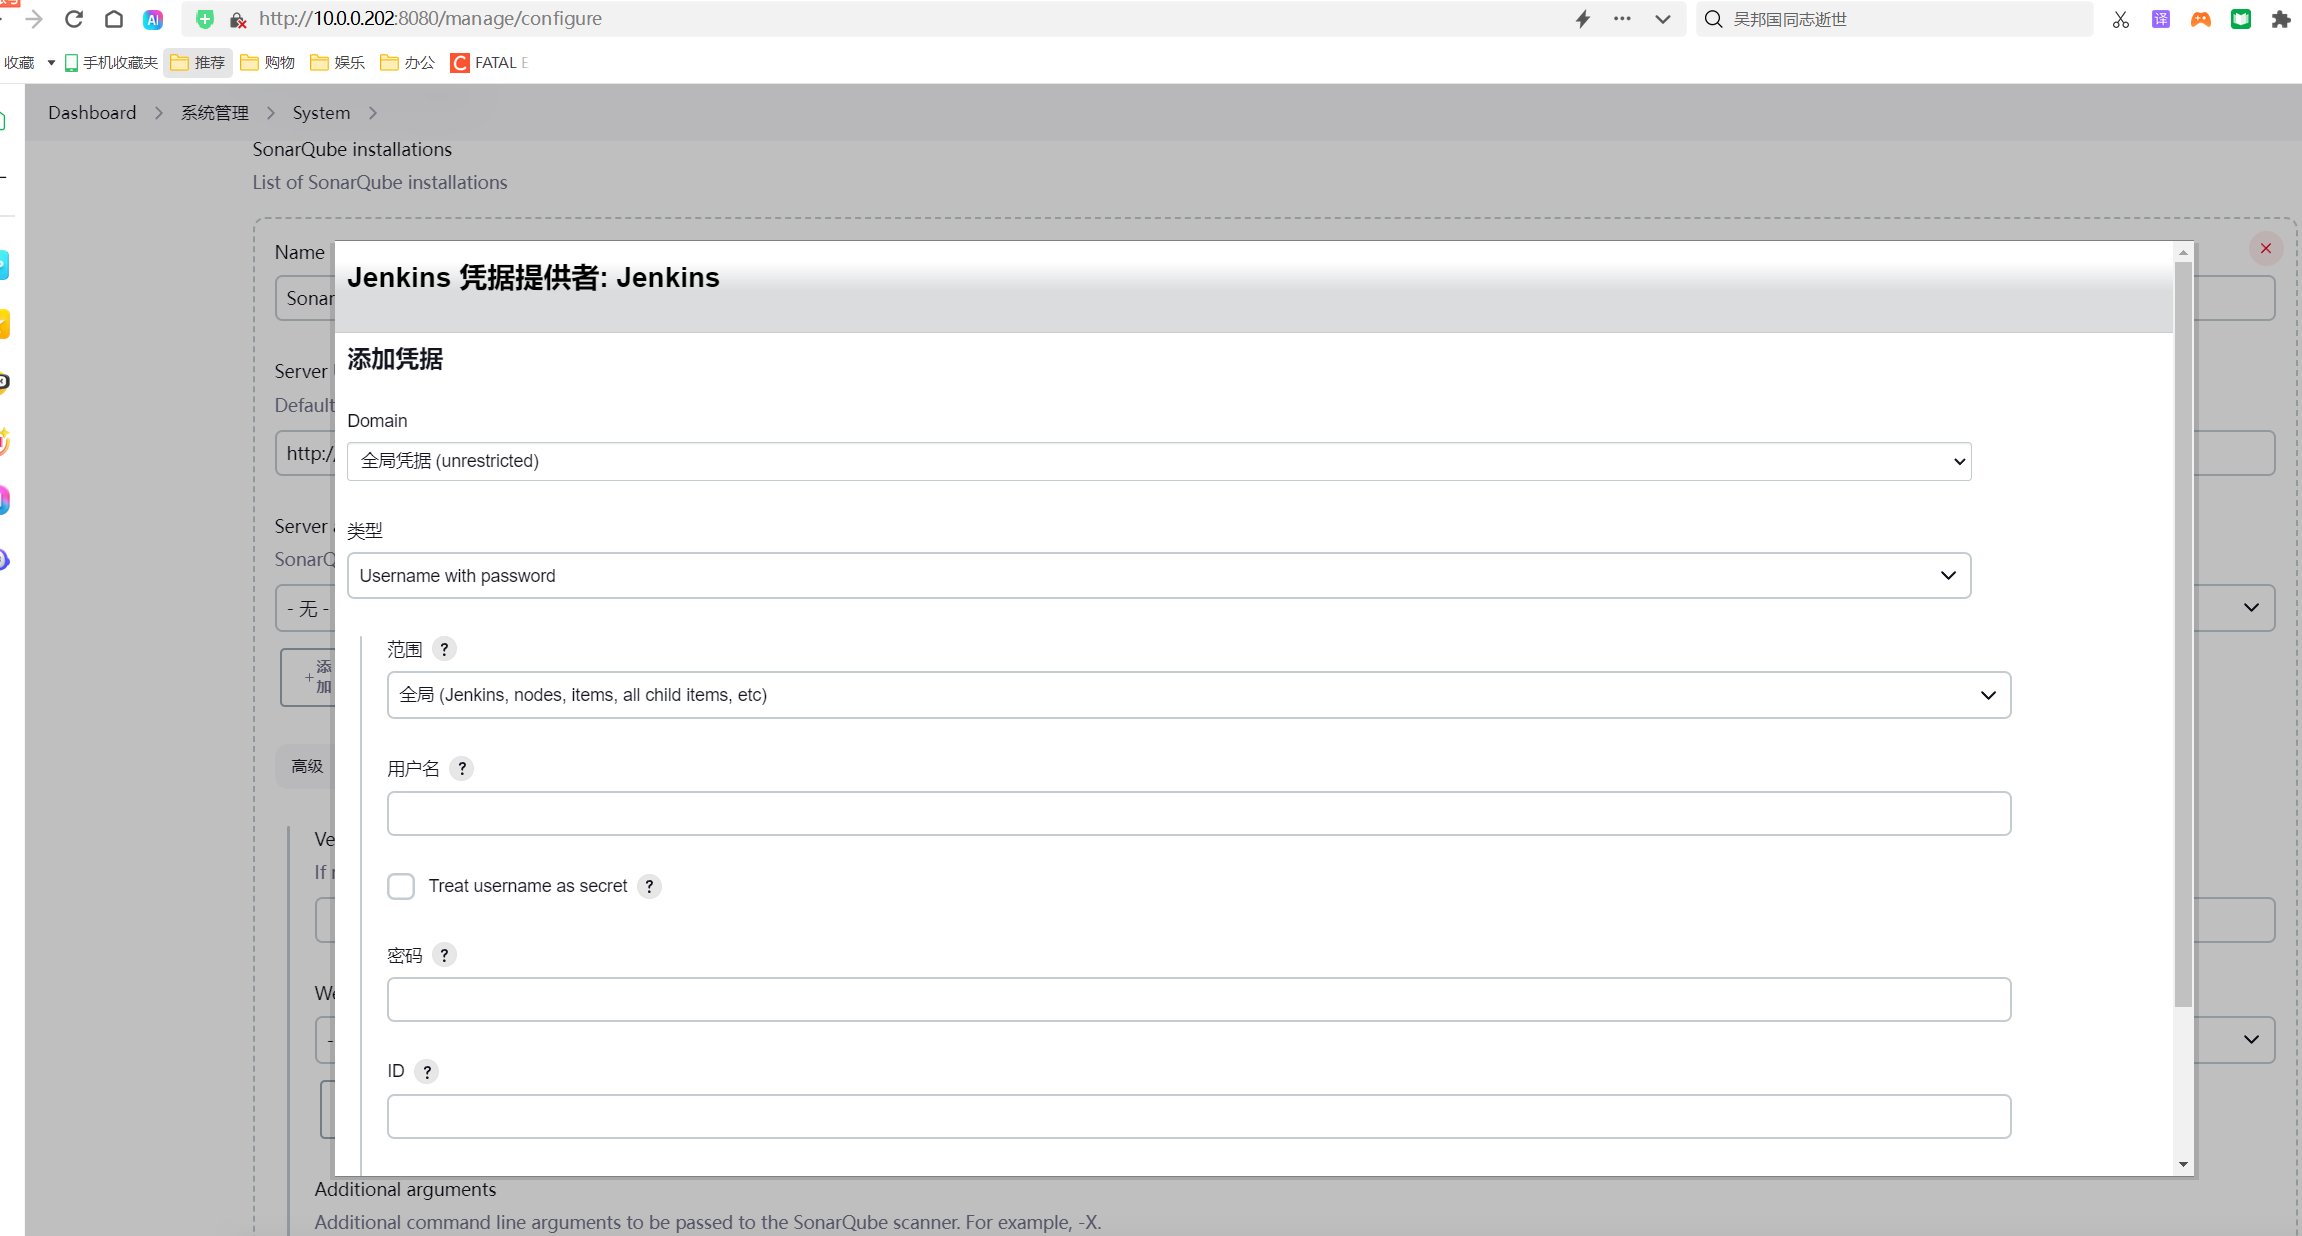 http://10.0.0.202:8080/manage/configure
吴邦国同志逝世
收藏
手机收藏夹
推荐
购物
娱乐
办公
FATAL E
Dashboard
系统管理
System
SonarQube installations
List of SonarQube installations
Name
Sonar
Server
Default
http:/
Server
SonarQ
- 无 -
+添加
高级
Ve
If r
We
-
Jenkins 凭据提供者: Jenkins
添加凭据
Domain
全局凭据 (unrestricted)
类型
Username with password
范围 ?
全局 (Jenkins, nodes, items, all child items, etc)
用户名 ?
Treat username as secret ?
密码 ?
ID ?
Additional arguments
Additional command line arguments to be passed to the SonarQube scanner. For example, -X.